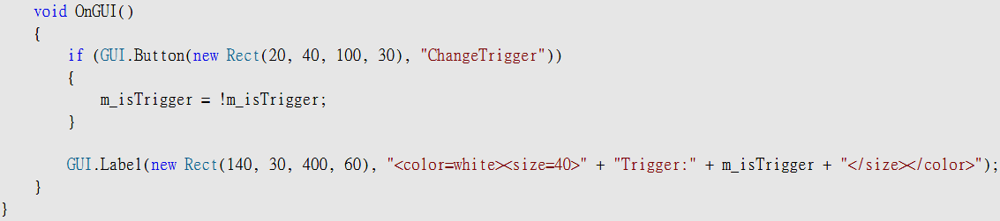 void OnGUI()
{
if (GUI.Button(new Rect(20, 40, 100, 30), "ChangeTrigger"))
{
m_isTrigger = !m_isTrigger;
}
GUI.Label(new Rect(140, 30, 400, 60), "<color=white><size=40>" + "Trigger:" + m_isTrigger + "</size></color>");
}
}